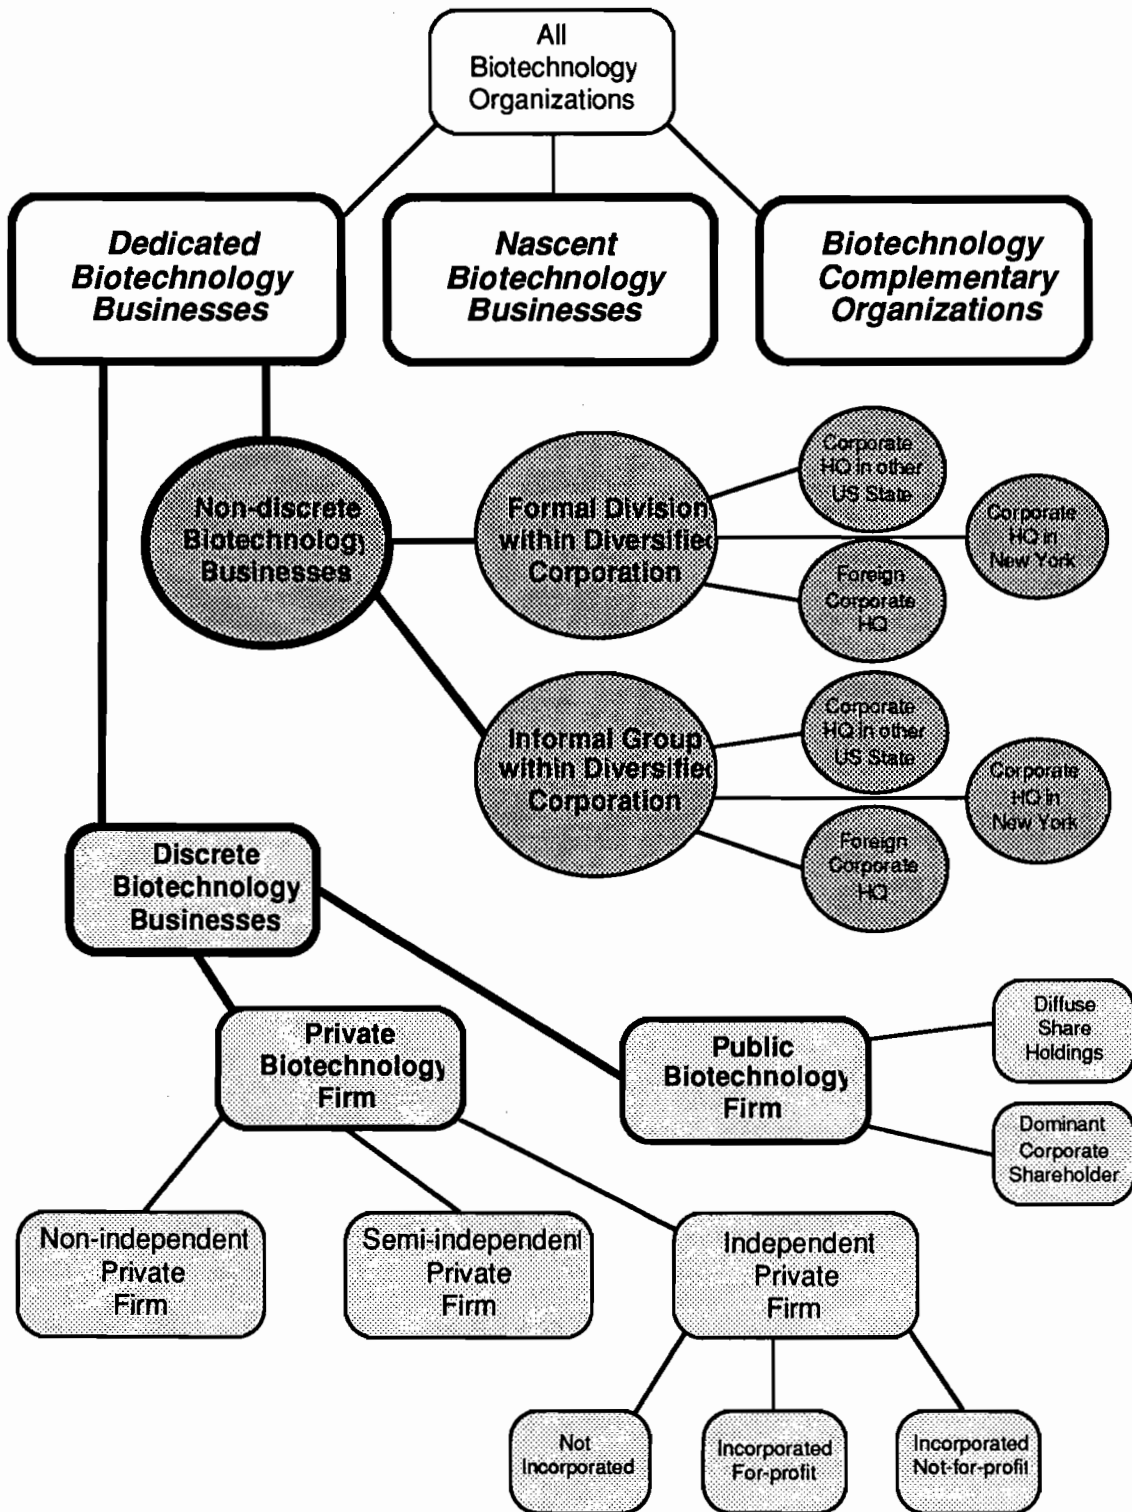 All
Biotechnology
Organizations
Dedicated
Biotechnology
Businesses
Nascent
Biotechnology
Businesses
Biotechnology
Complementary
Organizations
Non-discrete
Biotechnology
Businesses
Formal Division
within Diversified
Corporation
Corporate
HQ in other
US State
Corporate
HQ in
New York
Foreign
Corporate
HQ
Informal Group
within Diversified
Corporation
Corporate
HQ in other
US State
Corporate
HQ in
New York
Foreign
Corporate
HQ
Discrete
Biotechnology
Businesses
Private
Biotechnology
Firm
Public
Biotechnology
Firm
Diffuse
Share
Holdings
Dominant
Corporate
Shareholder
Non-independent
Private
Firm
Semi-independent
Private
Firm
Independent
Private
Firm
Not
Incorporated
Incorporated
For-profit
Incorporated
Not-for-profit